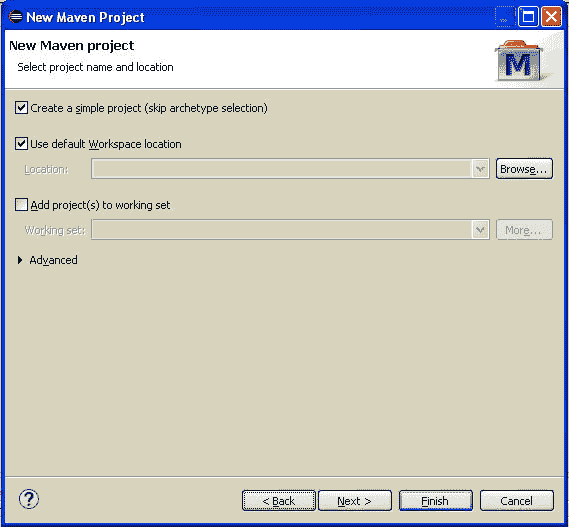 New Maven Project
New Maven project
Select project name and location
M
Create a simple project (skip archetype selection)
Use default Workspace location
Location:
Browse...
Add project(s) to working set
Working set:
More...
Advanced
?
< Back
Next >
Finish
Cancel